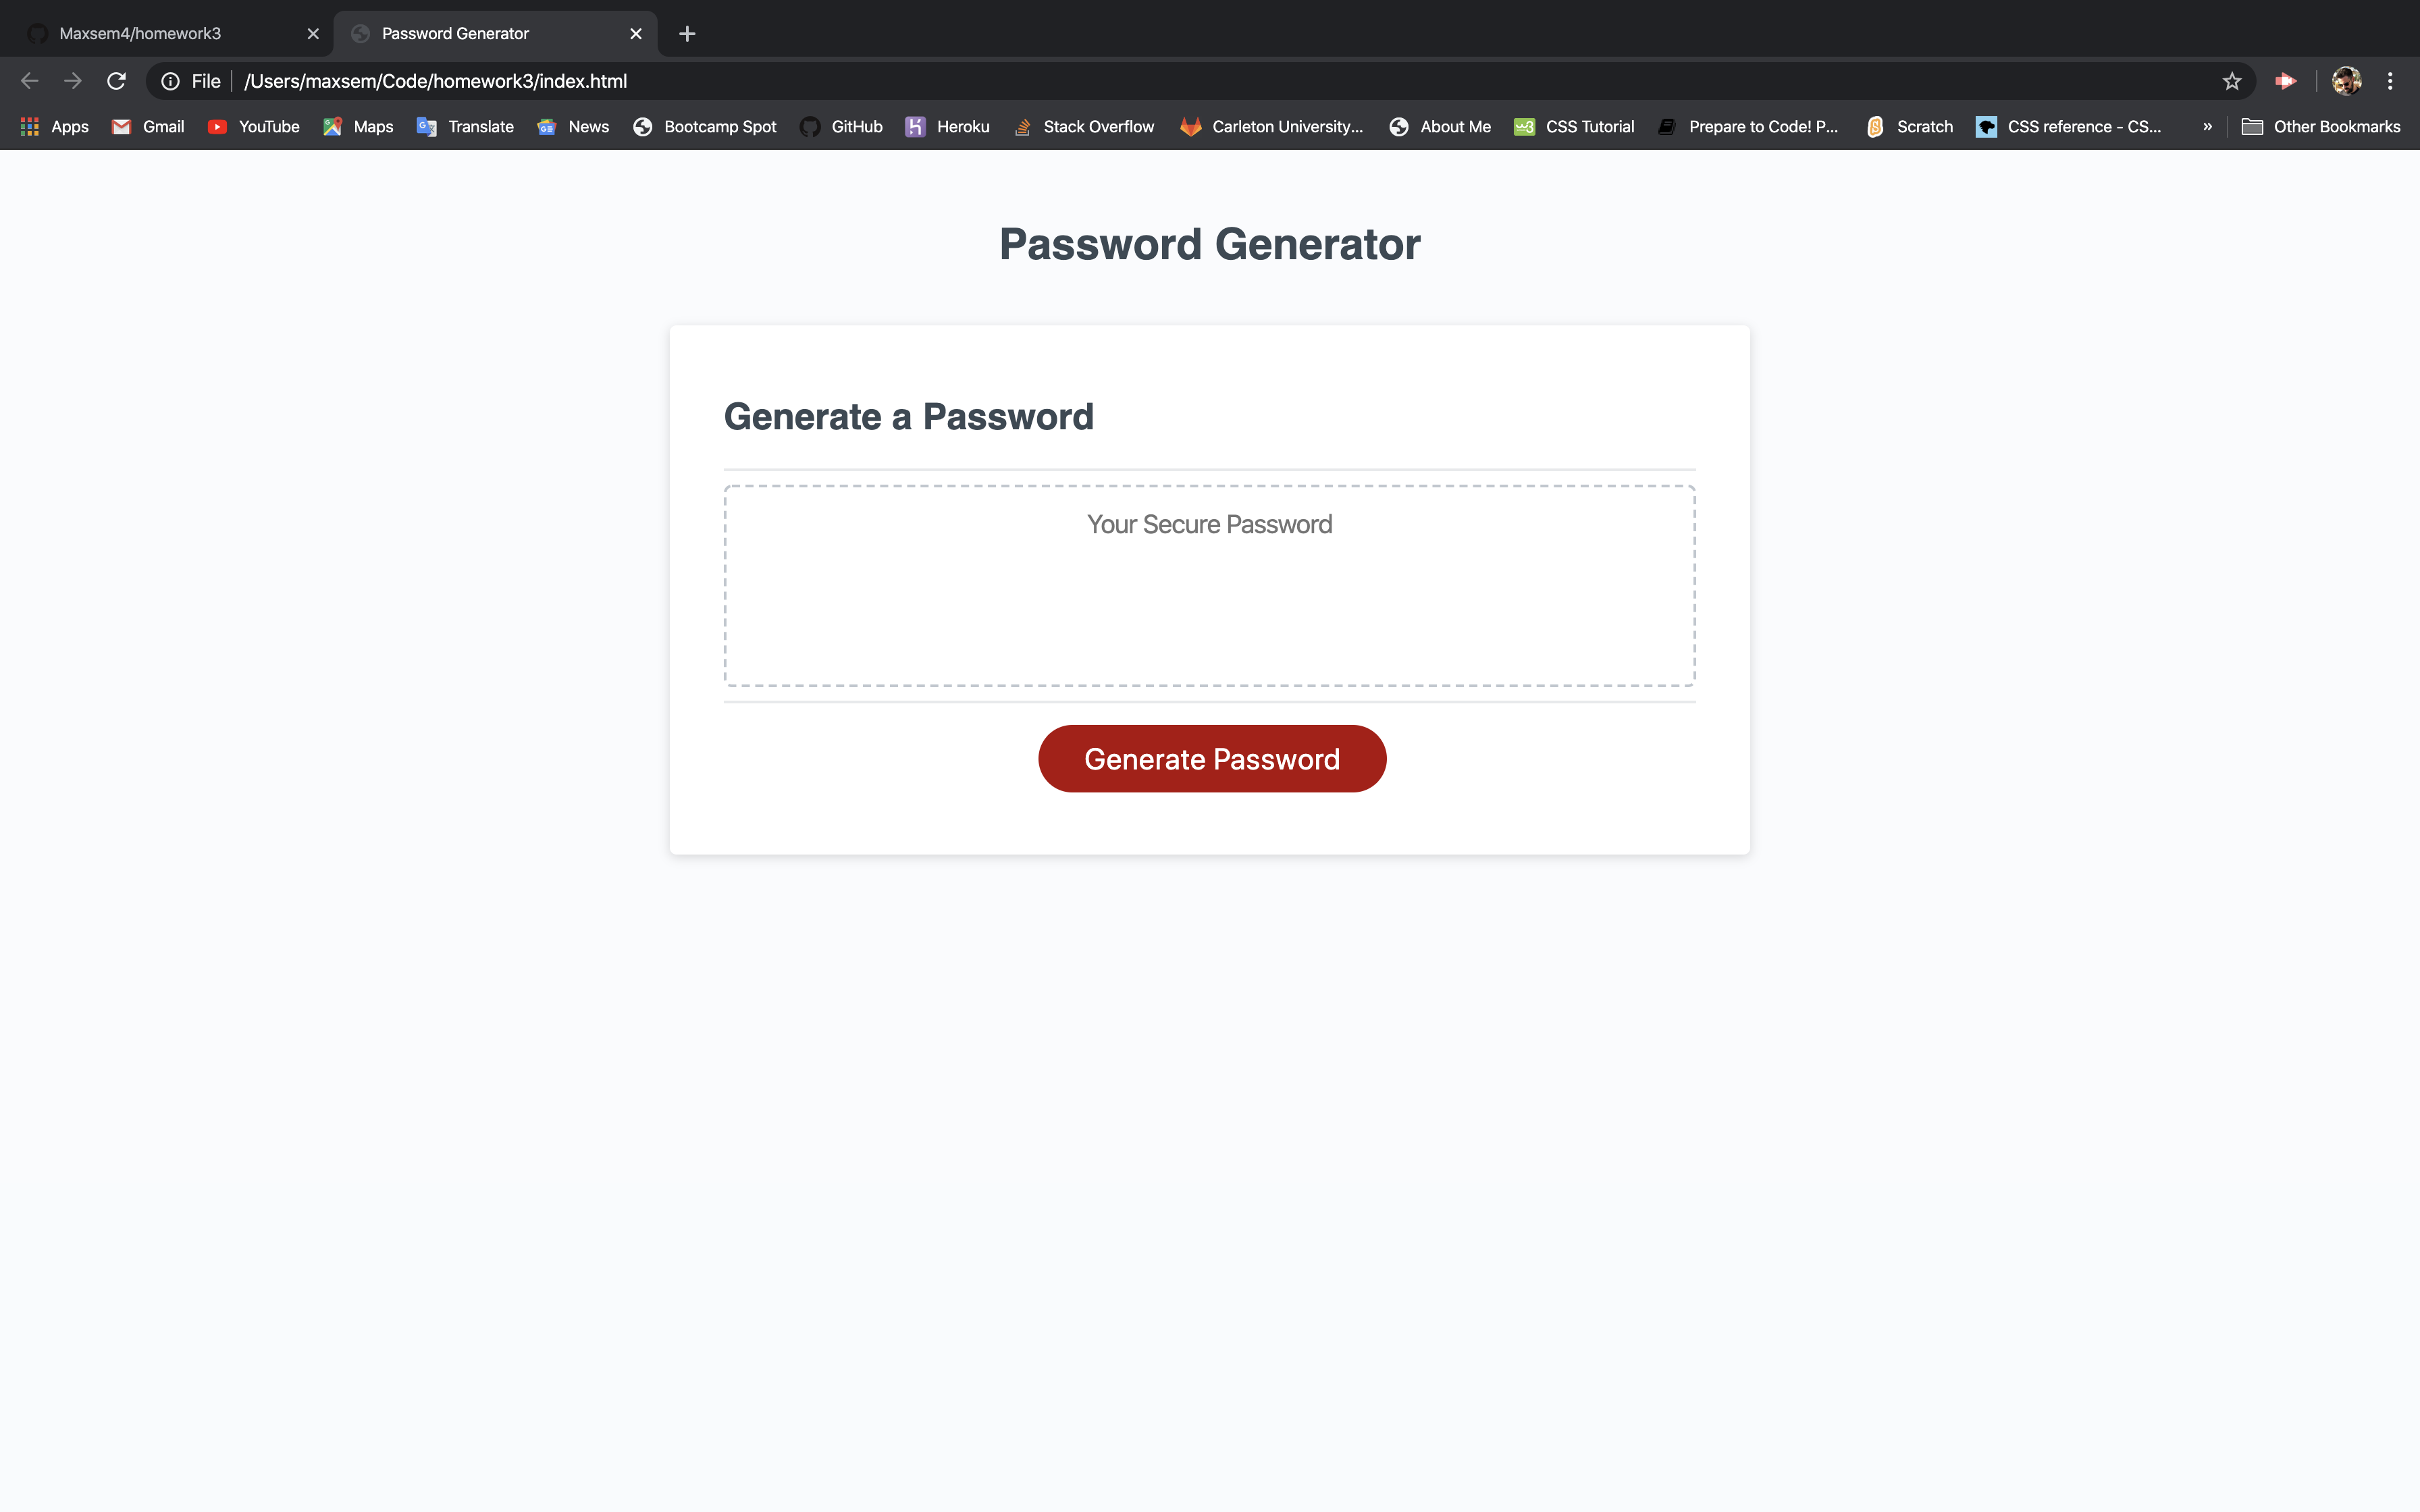 Maxsem4/homework3
Password Generator
File
/Users/maxsem/Code/homework3/index.html
Apps
Gmail
YouTube
Maps
Translate
News
Bootcamp Spot
GitHub
Heroku
Stack Overflow
Carleton University...
About Me
CSS Tutorial
Prepare to Code! P...
Scratch
CSS reference - CS...
»
Other Bookmarks
Password Generator
Generate a Password
Your Secure Password
Generate Password